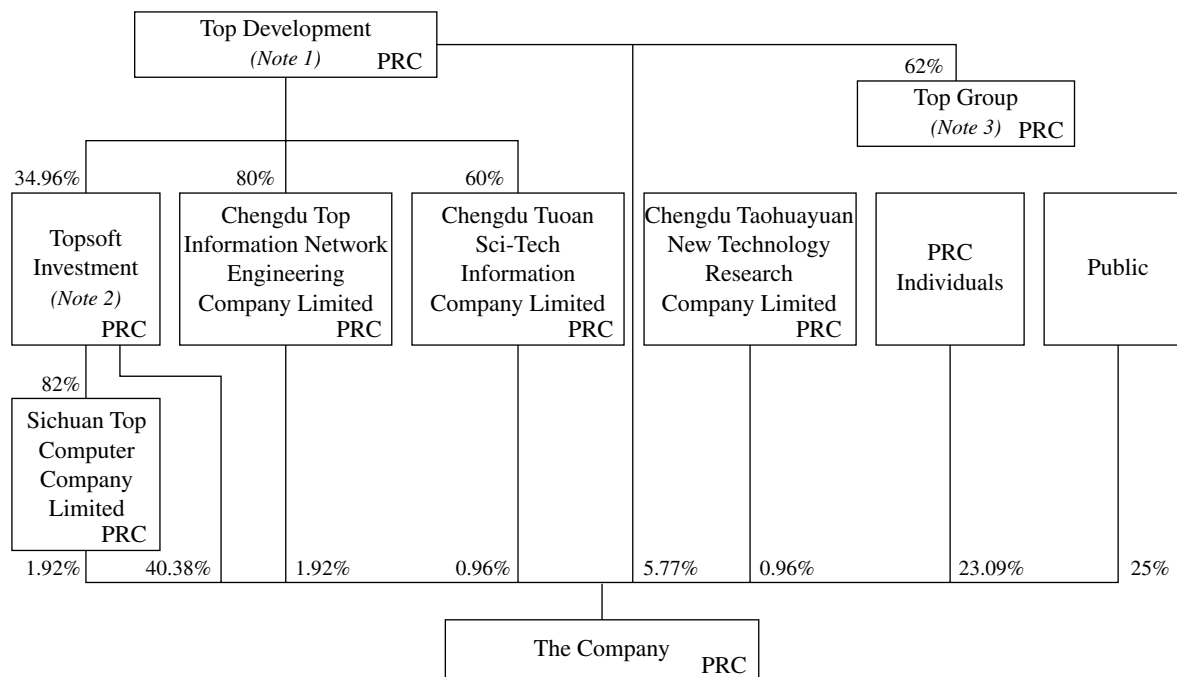 Top Development
(Note 1)
PRC
62%
Top Group
(Note 3)
PRC
34.96%
80%
60%
Topsoft
Investment
(Note 2)
PRC
Chengdu Top
Information Network
Engineering
Company Limited
PRC
Chengdu Tuoan
Sci-Tech
Information
Company Limited
PRC
Chengdu Taohuayuan
New Technology
Research
Company Limited
PRC
PRC
Individuals
Public
82%
Sichuan Top
Computer
Company
Limited
PRC
1.92%
40.38%
1.92%
0.96%
5.77%
0.96%
23.09%
25%
The Company
PRC